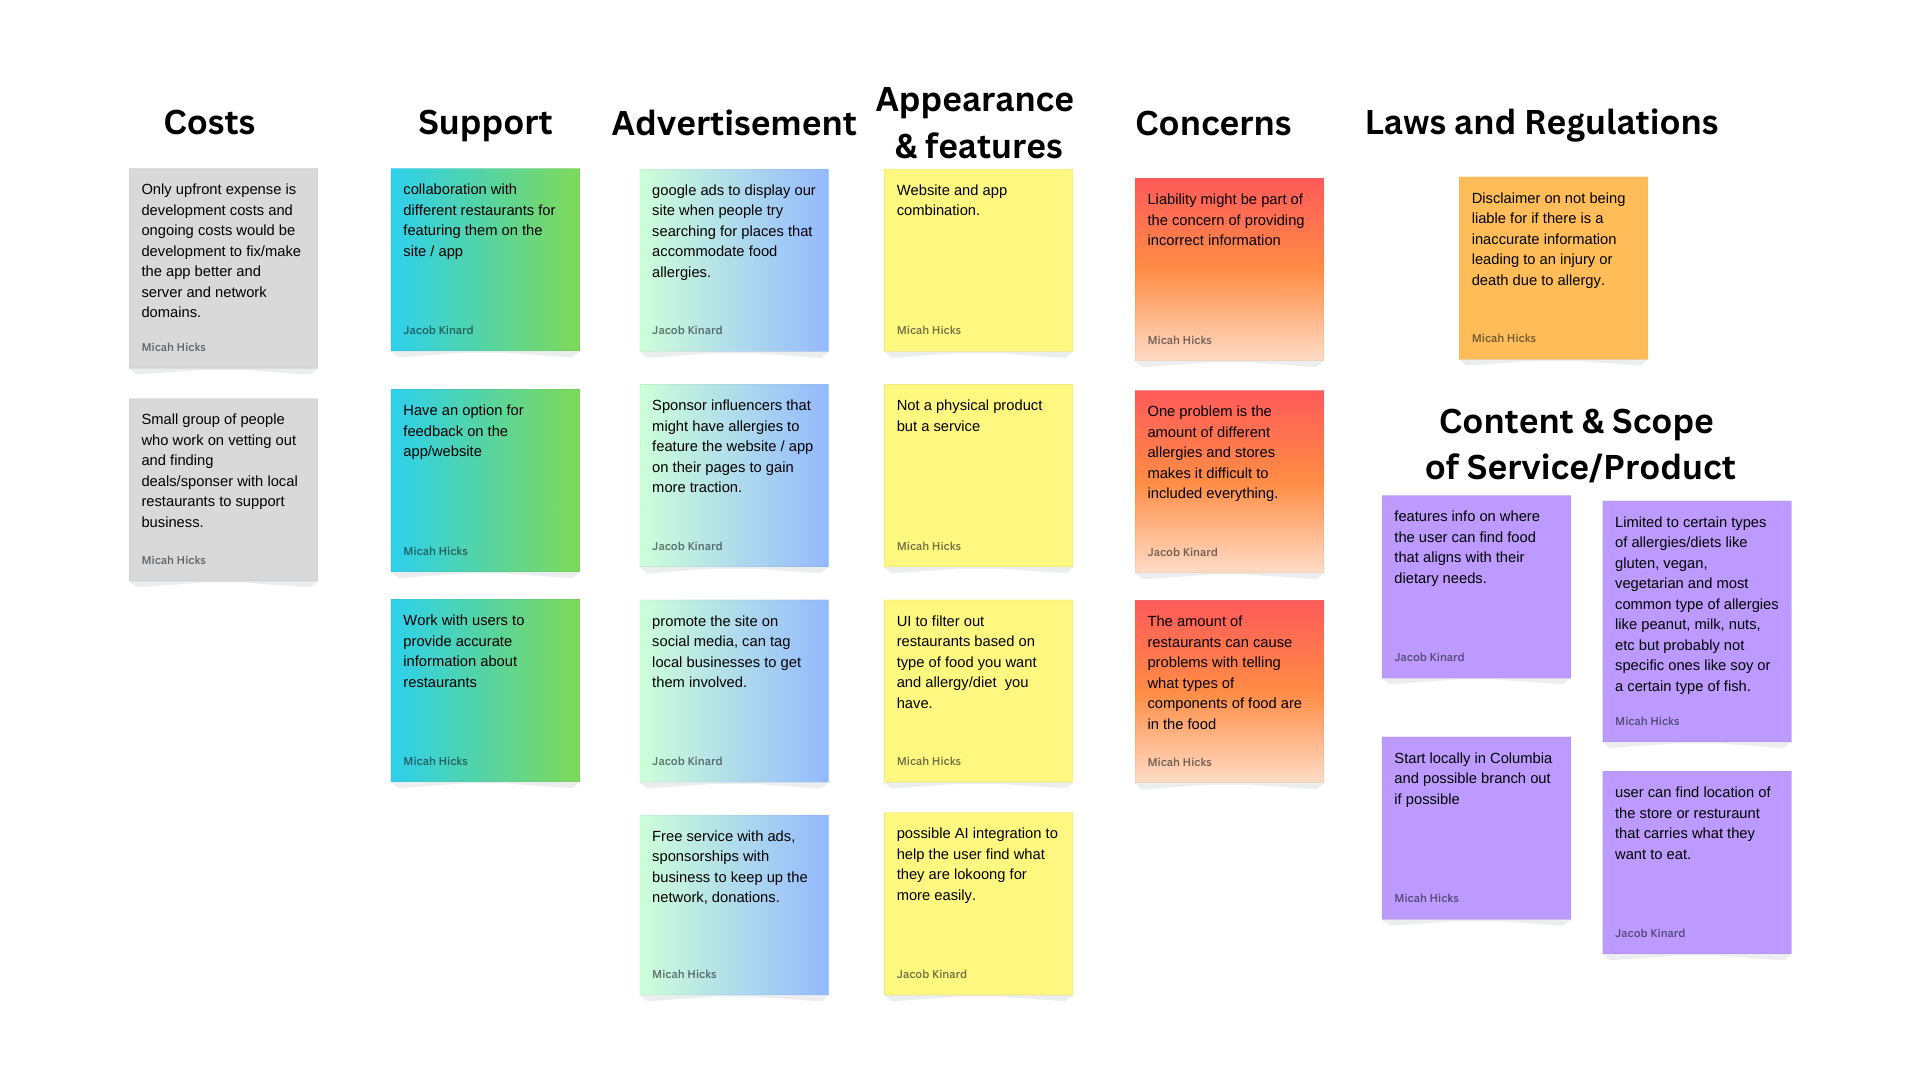 Costs
Only upfront expense is
development costs and
ongoing costs would be
development to fix/make
the app better and
server and network
domains.
Micah Hicks
Small group of people
who work on vetting out
and finding
deals/sponser with local
restaurants to support
business.
Micah Hicks
Support
collaboration with
different restaurants for
featuring them on the
site / app
Jacob Kinard
Have an option for
feedback on the
app/website
Micah Hicks
Work with users to
provide accurate
information about
restaurants
Micah Hicks
Advertisement
google ads to display our
site when people try
searching for places that
accommodate food
allergies.
Jacob Kinard
Sponsor influencers that
might have allergies to
feature the website / app
on their pages to gain
more traction.
Jacob Kinard
promote the site on
social media, can tag
local businesses to get
them involved.
Jacob Kinard
Free service with ads,
sponsorships with
business to keep up the
network, donations.
Micah Hicks
Appearance
& features
Website and app
combination.
Micah Hicks
Not a physical product
but a service
Micah Hicks
UI to filter out
restaurants based on
type of food you want
and allergy/diet  you
have.
Micah Hicks
possible AI integration to
help the user find what
they are lokoong for
more easily.
Jacob Kinard
Concerns
Liability might be part of
the concern of providing
incorrect information
Micah Hicks
One problem is the
amount of different
allergies and stores
makes it difficult to
included everything.
Jacob Kinard
The amount of
restaurants can cause
problems with telling
what types of
components of food are
in the food
Micah Hicks
Laws and Regulations
Disclaimer on not being
liable for if there is a
inaccurate information
leading to an injury or
death due to allergy.
Micah Hicks
Content & Scope
of Service/Product
features info on where
the user can find food
that aligns with their
dietary needs.
Jacob Kinard
Limited to certain types
of allergies/diets like
gluten, vegan,
vegetarian and most
common type of allergies
like peanut, milk, nuts,
etc but probably not
specific ones like soy or
a certain type of fish.
Micah Hicks
Start locally in Columbia
and possible branch out
if possible
Micah Hicks
user can find location of
the store or resturaunt
that carries what they
want to eat.
Jacob Kinard